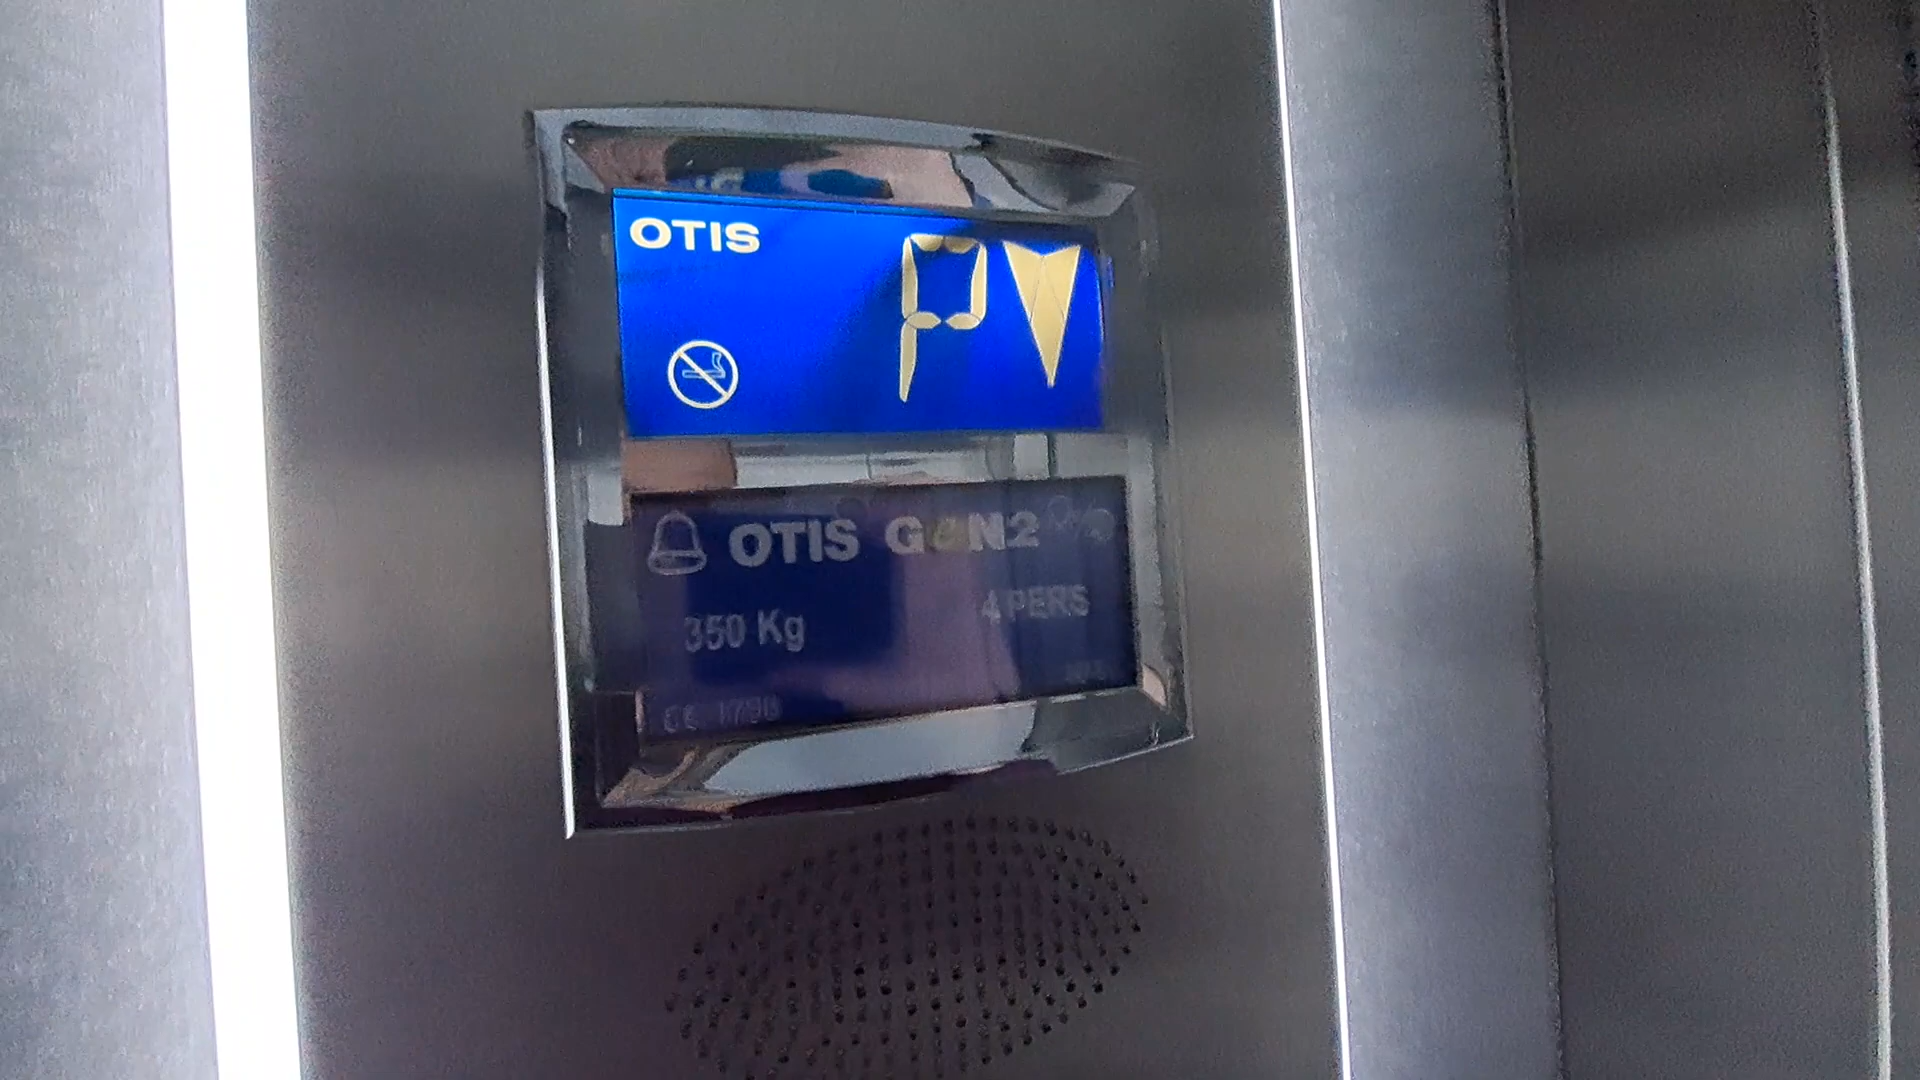 OTIS
P
OTIS GeN2
350 Kg
4 PERS